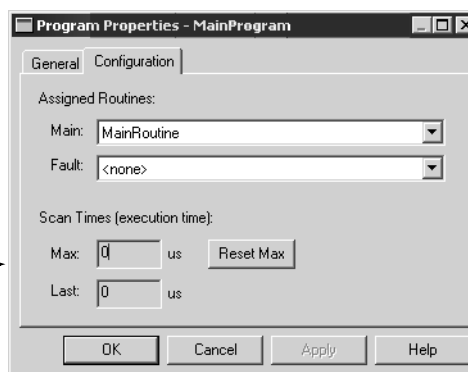 Program Properties - MainProgram
General Configuration
Assigned Routines:
Main: MainRoutine
Fault: <none>
Scan Times (execution time):
Max: 0 us Reset Max
Last: 0 us
OK Cancel Apply Help